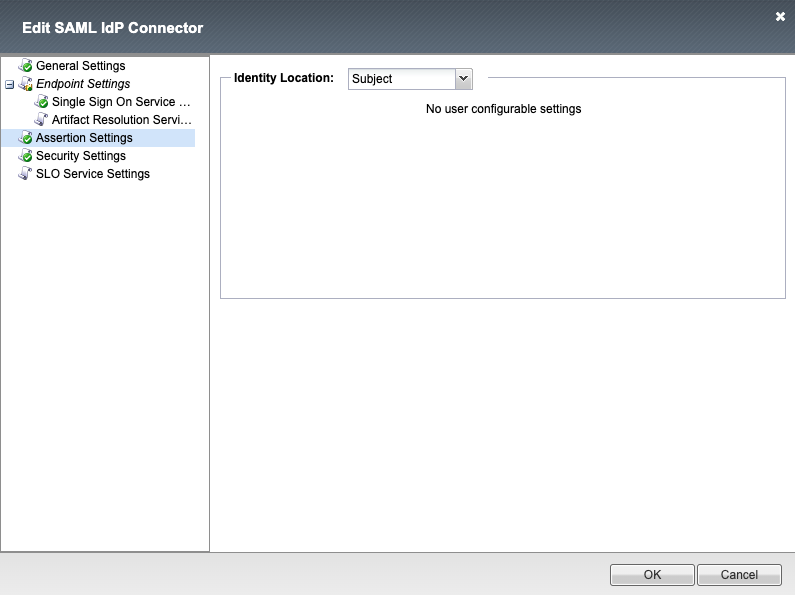 Edit SAML IdP Connector
General Settings
Endpoint Settings
Single Sign On Service ...
Artifact Resolution Servi...
Assertion Settings
Security Settings
SLO Service Settings
Identity Location: Subject
No user configurable settings
OK Cancel